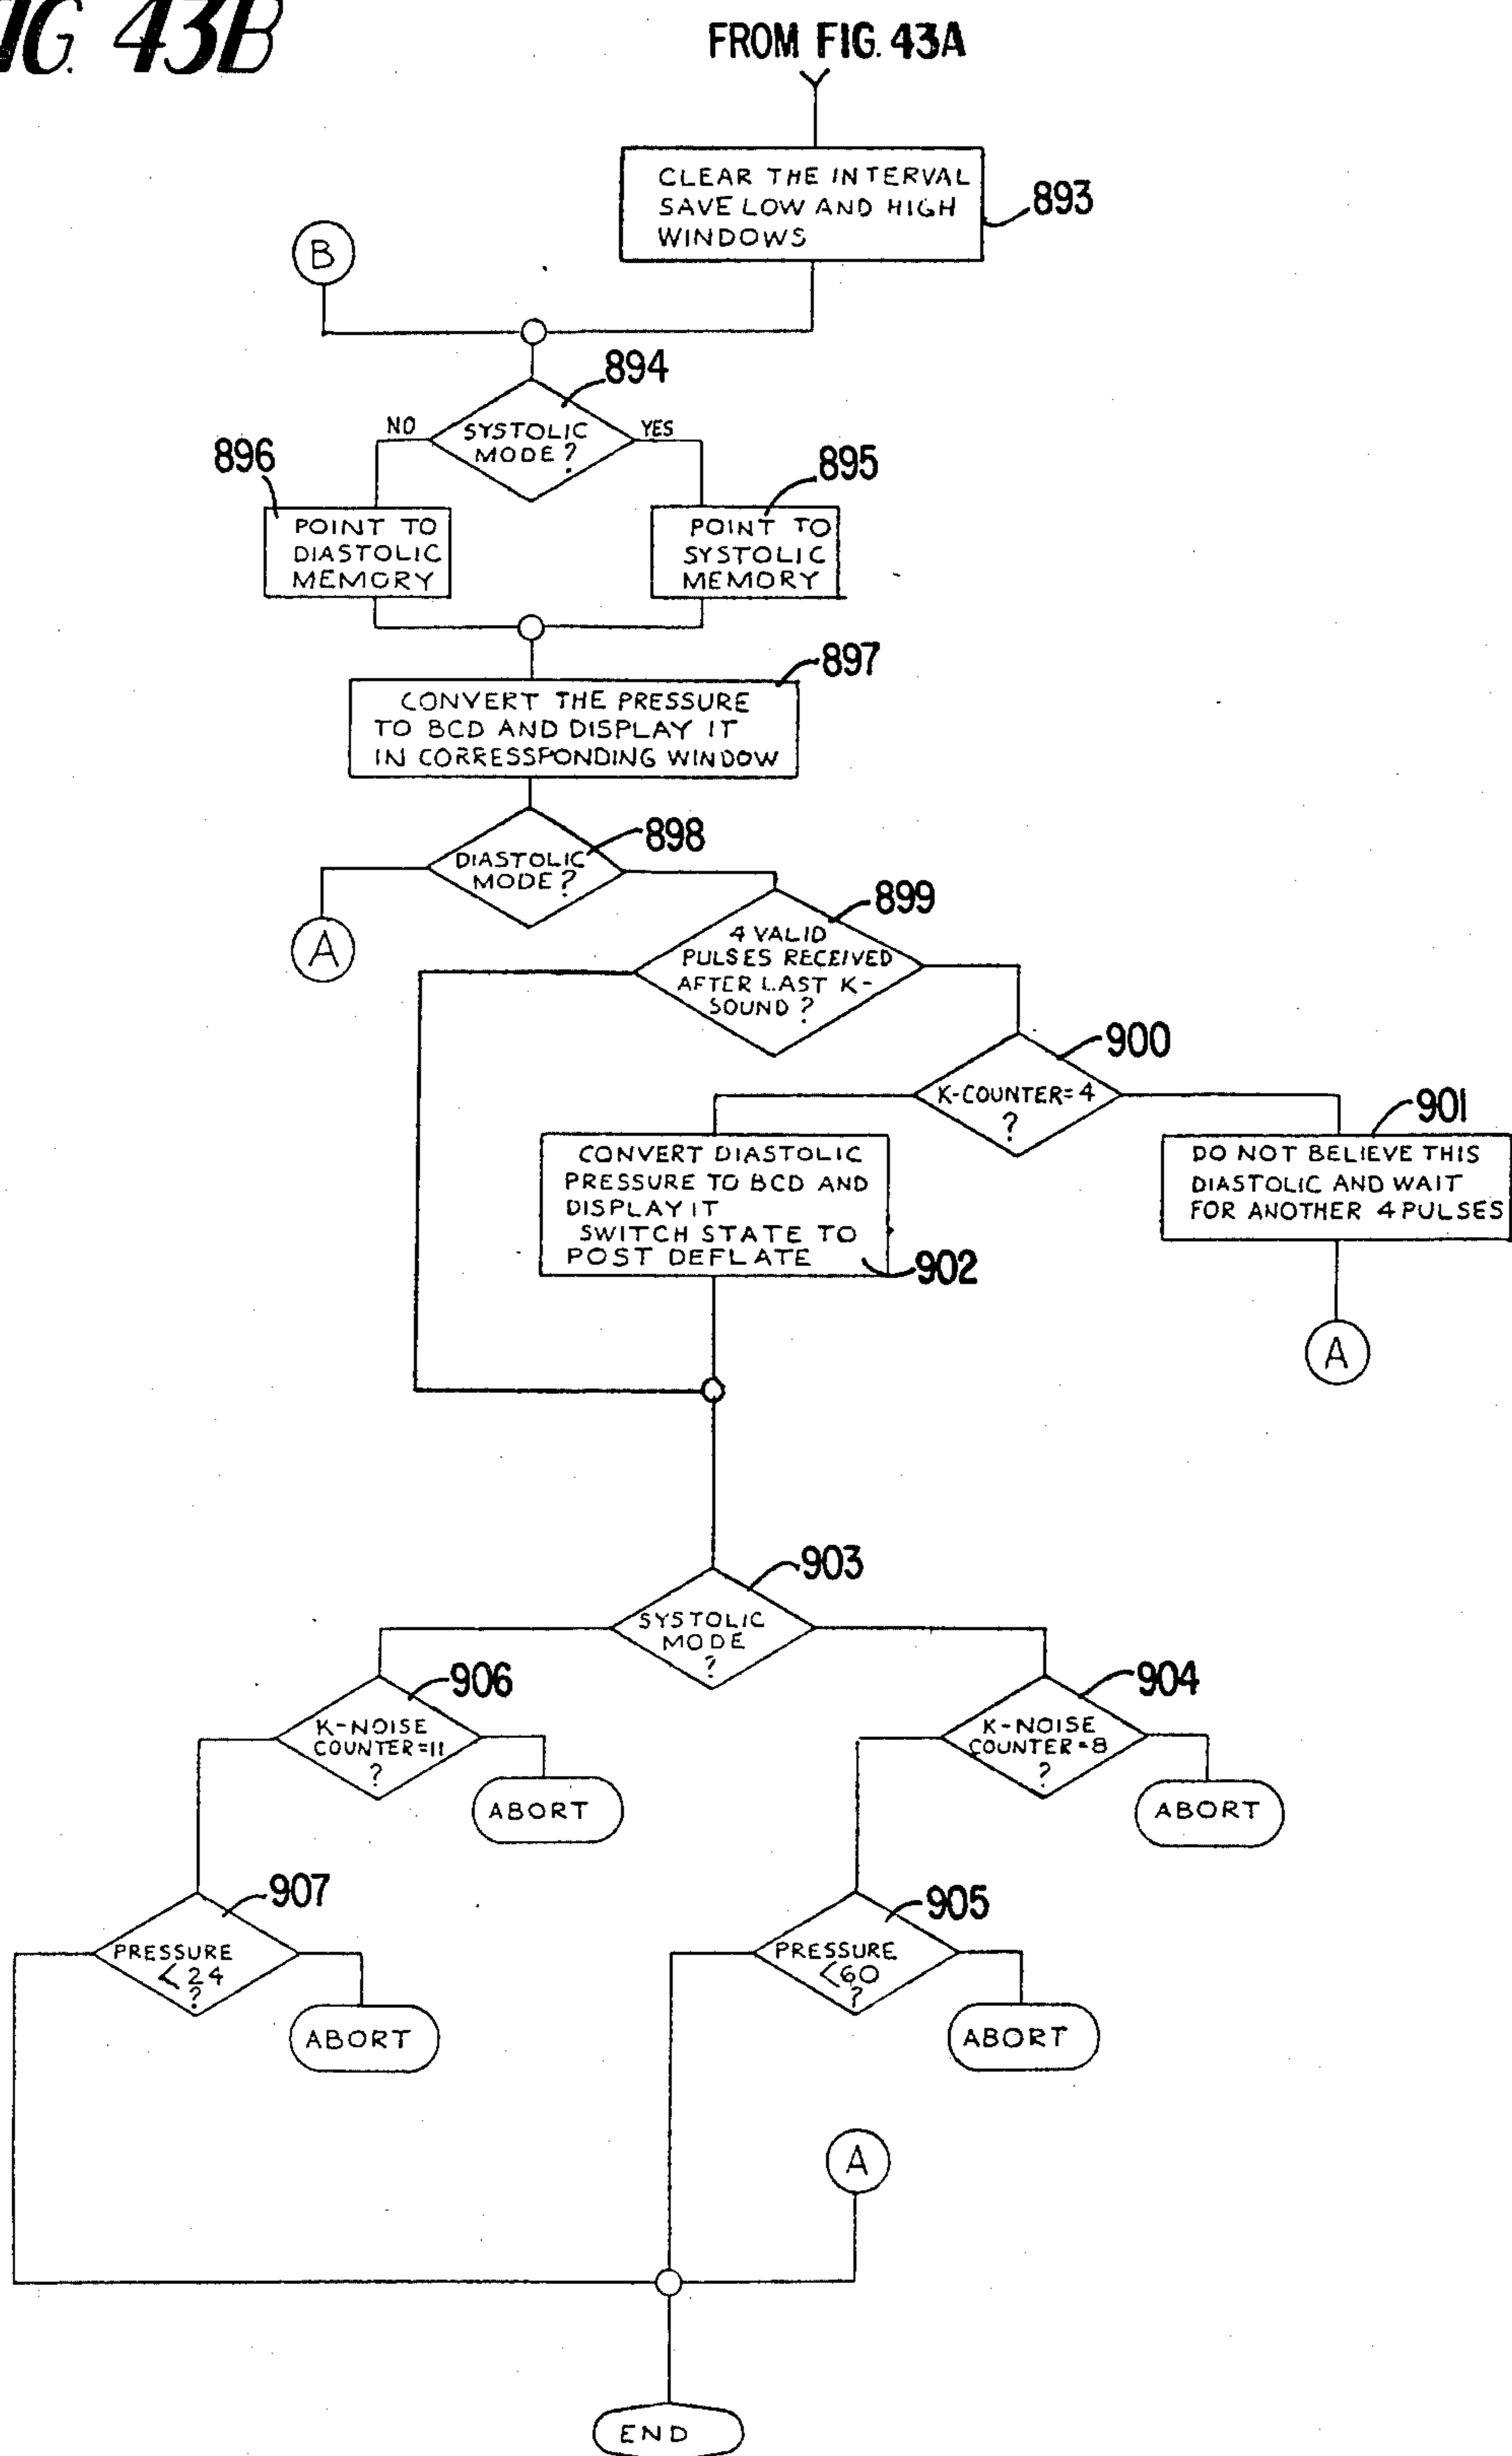 FIG. 43B
FROM FIG. 43A
CLEAR THE INTERVAL
SAVE LOW AND HIGH
WINDOWS
893
B
894
SYSTOLIC
MODE?
NO
YES
896
895
POINT TO
DIASTOLIC
MEMORY
POINT TO
SYSTOLIC
MEMORY
897
CONVERT THE PRESSURE
TO BCD AND DISPLAY IT
IN CORRESSPONDING WINDOW
898
DIASTOLIC
MODE?
A
899
4 VALID
PULSES RECEIVED
AFTER LAST K-
SOUND?
900
K-COUNTER=4
?
901
DO NOT BELIEVE THIS
DIASTOLIC AND WAIT
FOR ANOTHER 4 PULSES
A
CONVERT DIASTOLIC
PRESSURE TO BCD AND
DISPLAY IT
SWITCH STATE TO
POST DEFLATE
902
903
SYSTOLIC
MODE
?
906
K-NOISE
COUNTER=11
?
ABORT
904
K-NOISE
COUNTER=8
?
ABORT
907
PRESSURE
<24
?
ABORT
905
PRESSURE
<60
?
ABORT
A
END